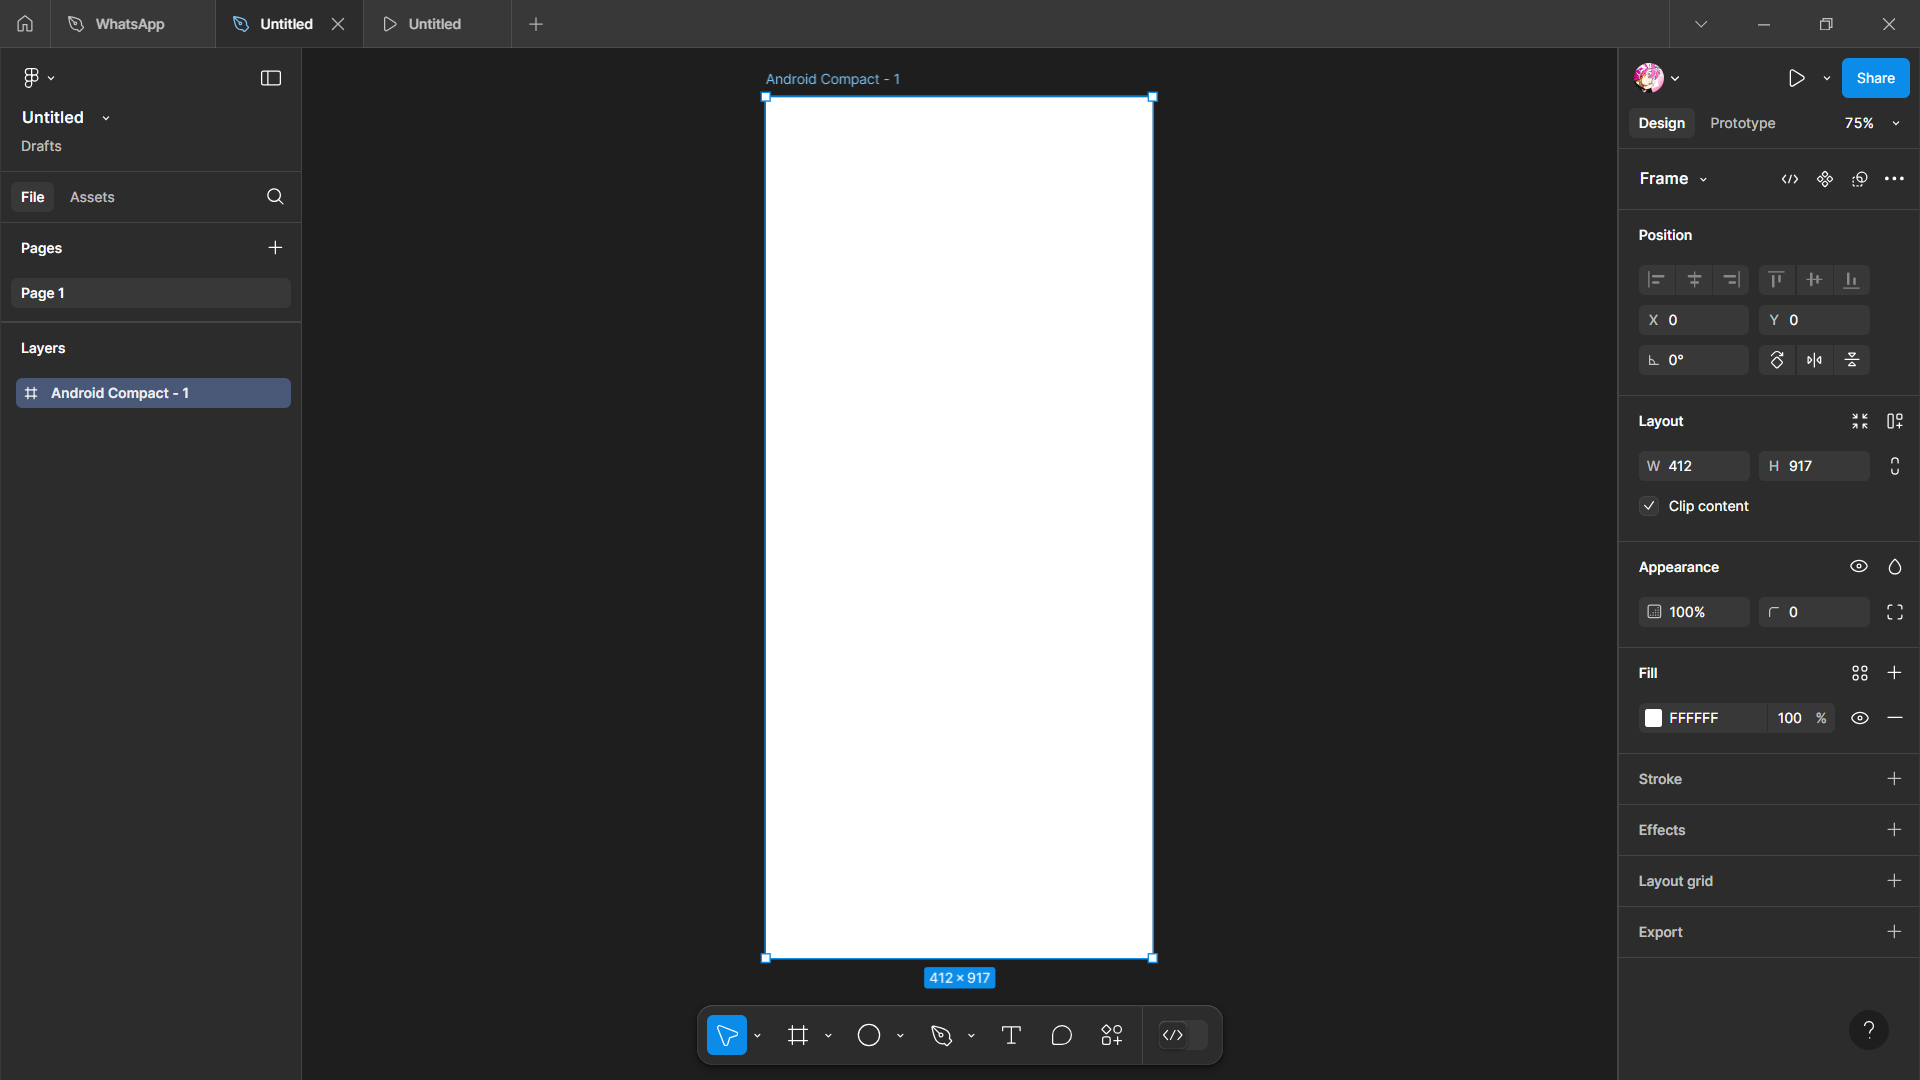 WhatsApp
Untitled
Untitled
Untitled
Drafts
File
Assets
Pages
Page 1
Layers
Android Compact - 1
Android Compact - 1
412 × 917
Share
Design
Prototype
75%
Frame
Position
X 0
Y 0
0°
Layout
W 412
H 917
Clip content
Appearance
100%
0
Fill
FFFFFF
100 %
Stroke
Effects
Layout grid
Export
?